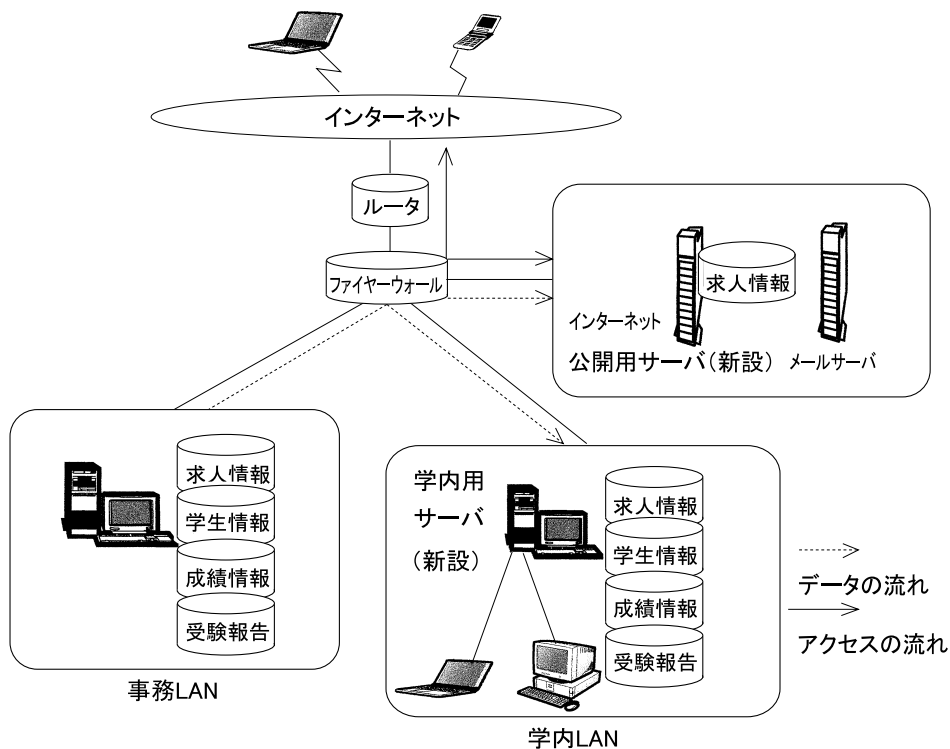 インターネット
ルータ
ファイヤーウォール
求人情報
インターネット
公開用サーバ(新設) メールサーバ
求人情報
学生情報
成績情報
受験報告
事務LAN
学内用
サーバ
(新設)
求人情報
学生情報
成績情報
受験報告
学内LAN
データの流れ
アクセスの流れ